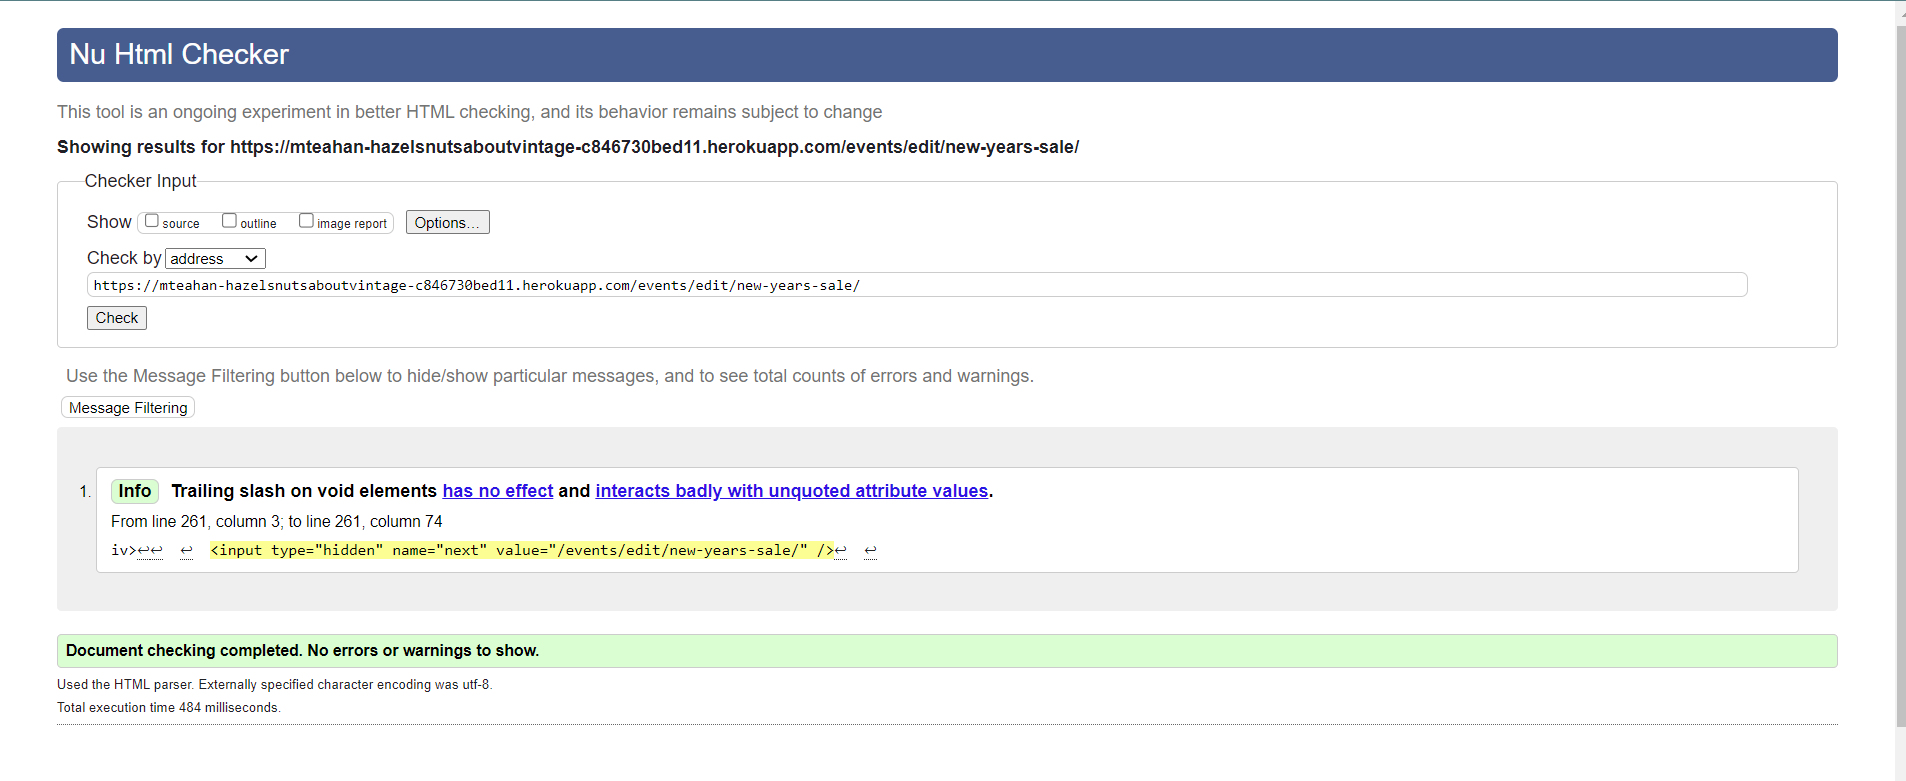 Nu Html Checker
This tool is an ongoing experiment in better HTML checking, and its behavior remains subject to change
Showing results for https://mteahan-hazelsnutsaboutvintage-c846730bed11.herokuapp.com/events/edit/new-years-sale/
Checker Input
Show source outline image report Options...
Check by address
https://mteahan-hazelsnutsaboutvintage-c846730bed11.herokuapp.com/events/edit/new-years-sale/
Check
Use the Message Filtering button below to hide/show particular messages, and to see total counts of errors and warnings.
Message Filtering
1. Info Trailing slash on void elements has no effect and interacts badly with unquoted attribute values.
From line 261, column 3; to line 261, column 74
iv>↩↩ ↩ <input type="hidden" name="next" value="/events/edit/new-years-sale/" />↩ ↩
Document checking completed. No errors or warnings to show.
Used the HTML parser. Externally specified character encoding was utf-8.
Total execution time 484 milliseconds.